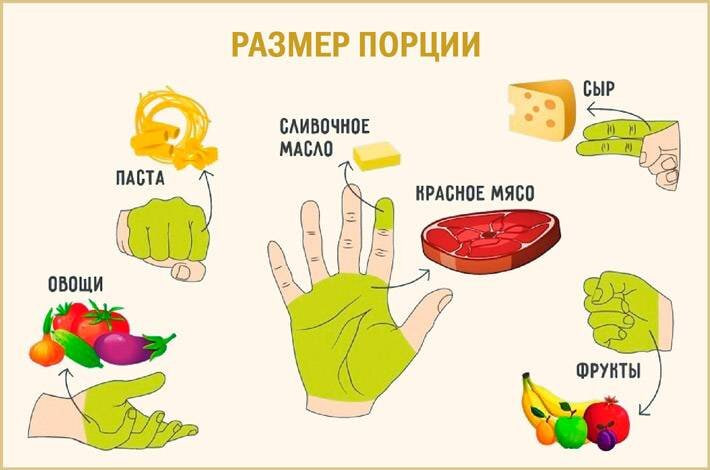 РАЗМЕР ПОРЦИИ
СЫР
СЛИВОЧНОЕ
МАСЛО
ПАСТА
КРАСНОЕ МЯСО
ОВОЩИ
ФРУКТЫ